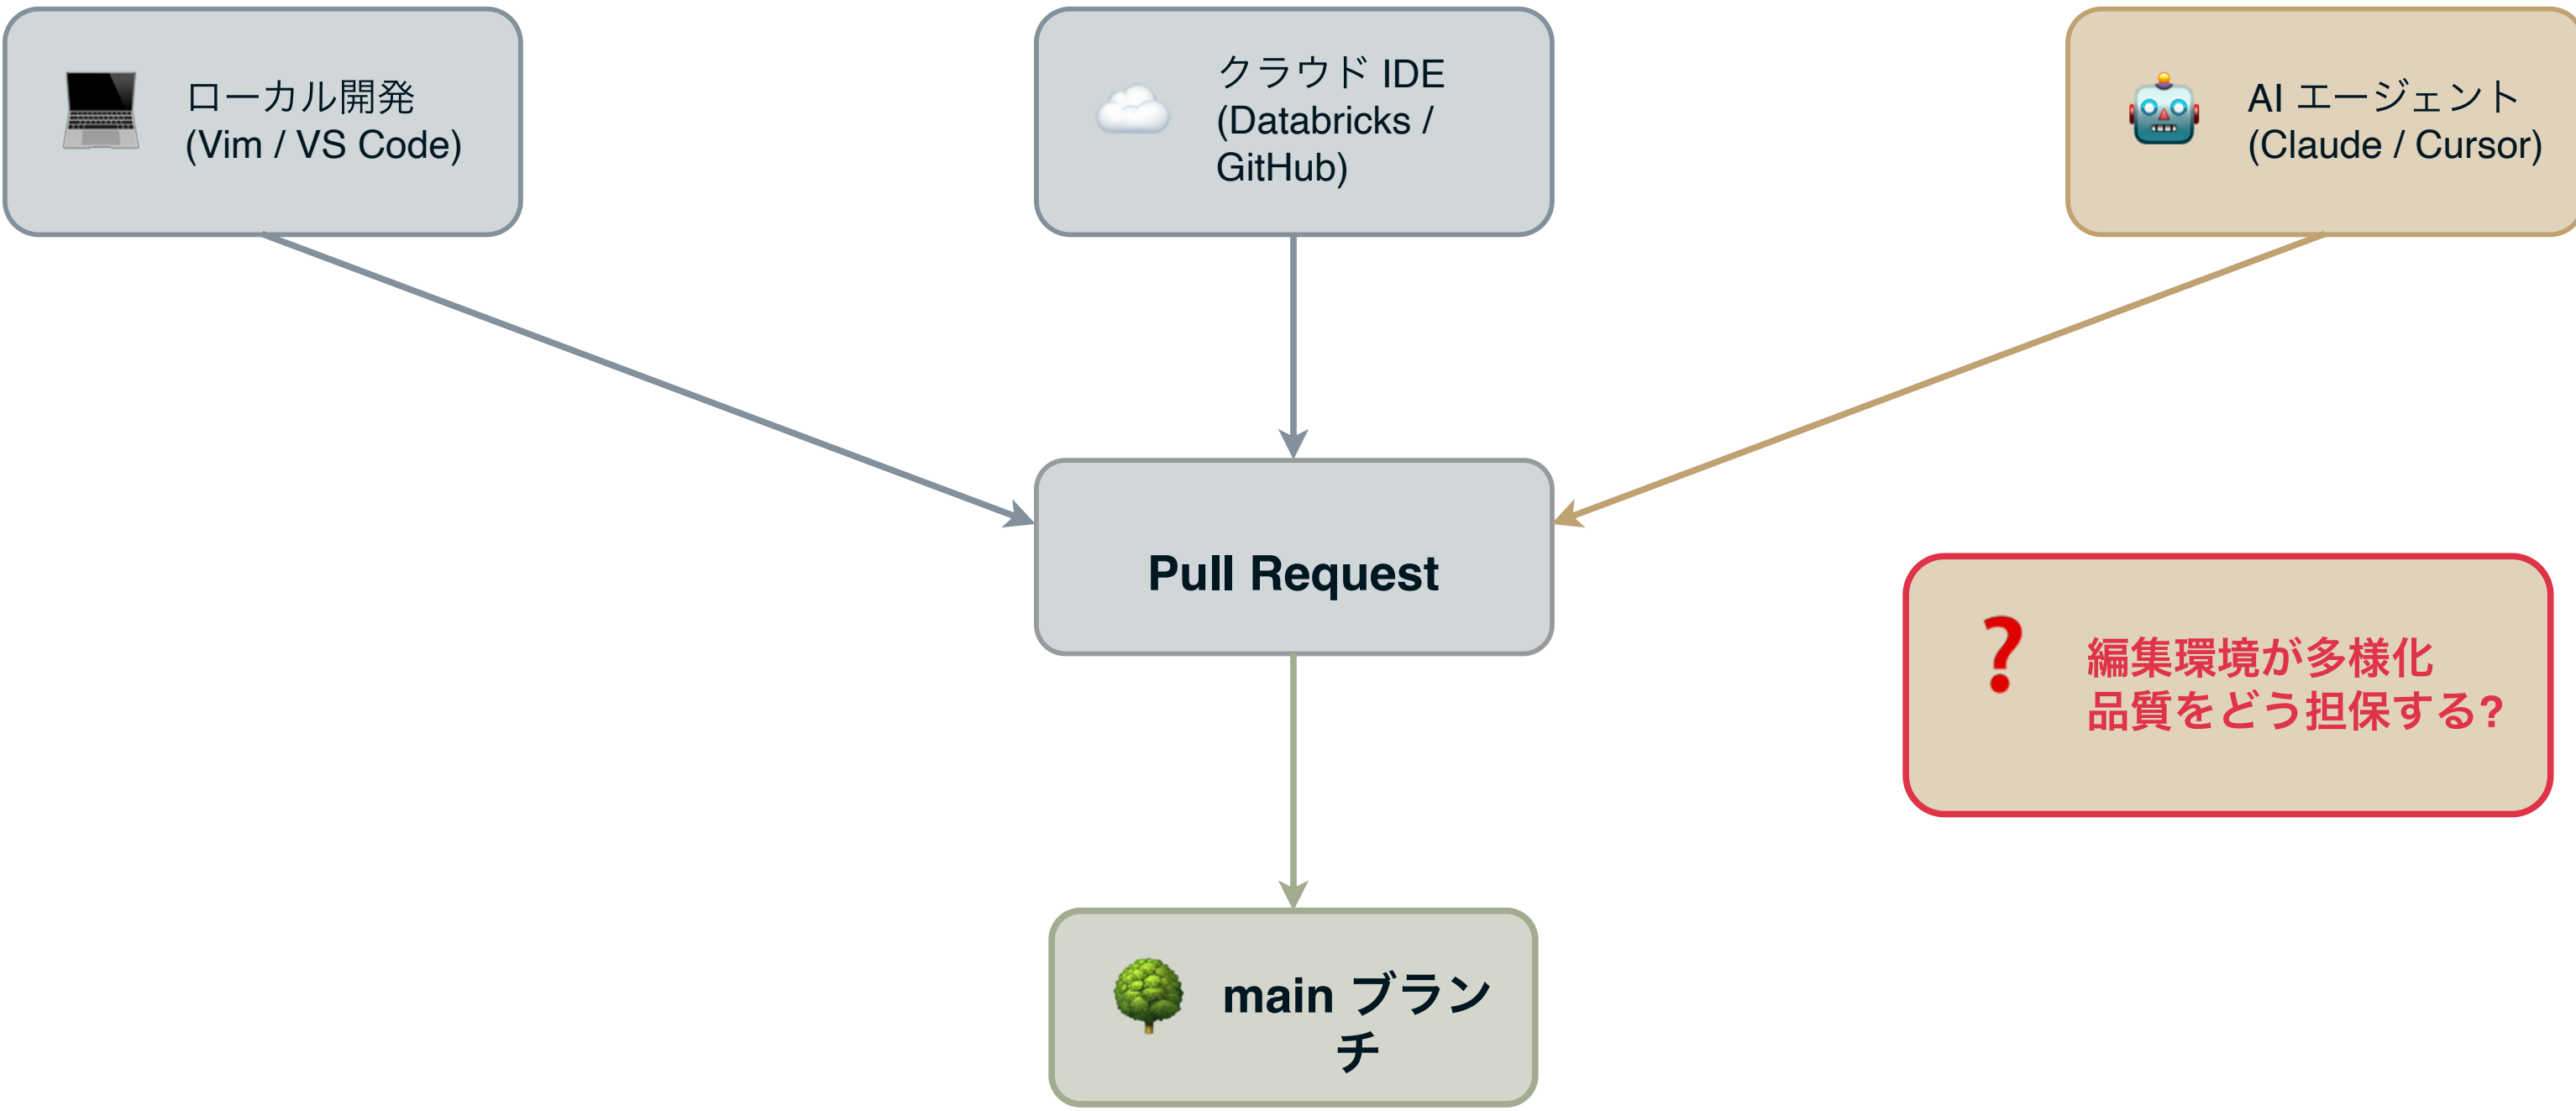 ローカル開発
(Vim / VS Code)
クラウド IDE
(Databricks /
GitHub)
AI エージェント
(Claude / Cursor)
Pull Request
❓
編集環境が多様化
品質をどう担保する?
main ブラン
チ